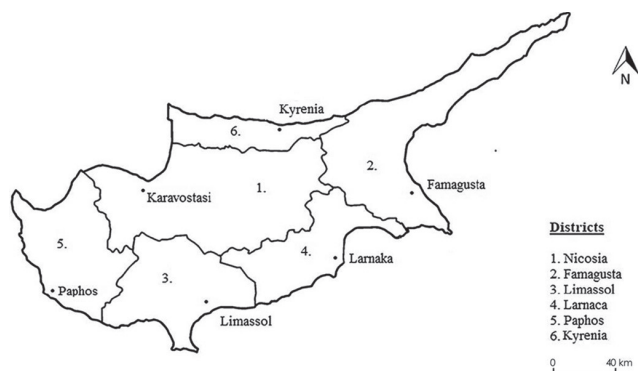 N
Kyrenia
6.
2.
Karavostasi
1.
Famagusta
5.
4.
Larnaka
3.
Paphos
Limassol
Districts
1. Nicosia
2. Famagusta
3. Limassol
4. Larnaca
5. Paphos
6. Kyrenia
0 40 km